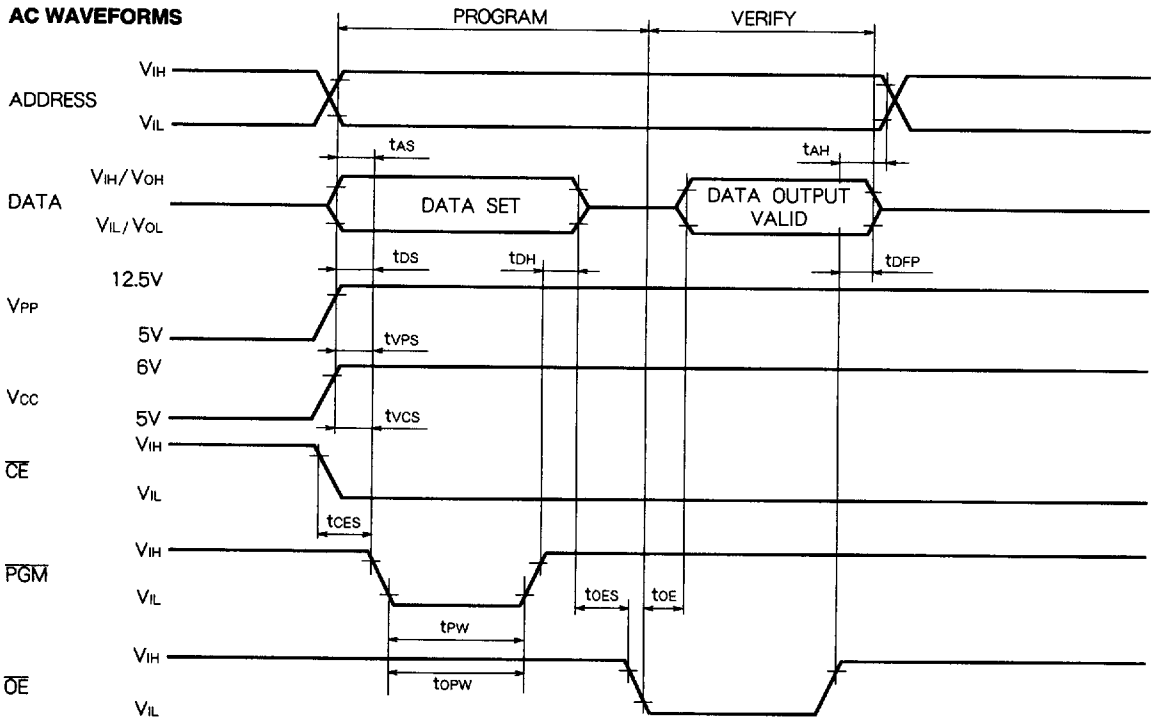 AC WAVEFORMS
PROGRAM
VERIFY
ADDRESS
VIH
VIL
tAS
tAH
DATA
VIH/VOH
VIL/VOL
DATA SET
DATA OUTPUT
VALID
tDS
tDH
tDFP
VPP
12.5V
5V
tVPS
VCC
6V
5V
tVCS
CE
VIH
VIL
tCES
PGM
VIH
VIL
tOES
tOE
tPW
tOPW
OE
VIH
VIL